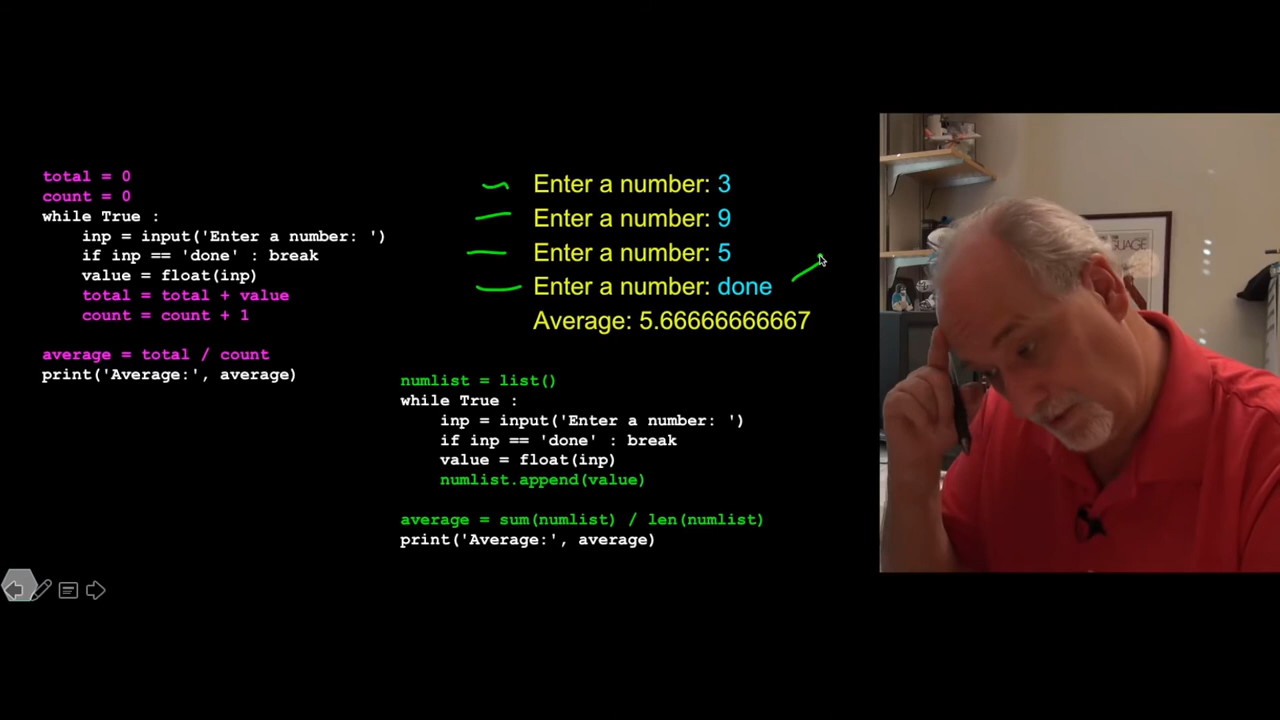 total = 0
count = 0
while True :
    inp = input('Enter a number: ')
    if inp == 'done' : break
    value = float(inp)
    total = total + value
    count = count + 1
average = total / count
print('Average:', average)
Enter a number: 3
Enter a number: 9
Enter a number: 5
Enter a number: done
Average: 5.66666666667
numlist = list()
while True :
    inp = input('Enter a number: ')
    if inp == 'done' : break
    value = float(inp)
    numlist.append(value)
average = sum(numlist) / len(numlist)
print('Average:', average)